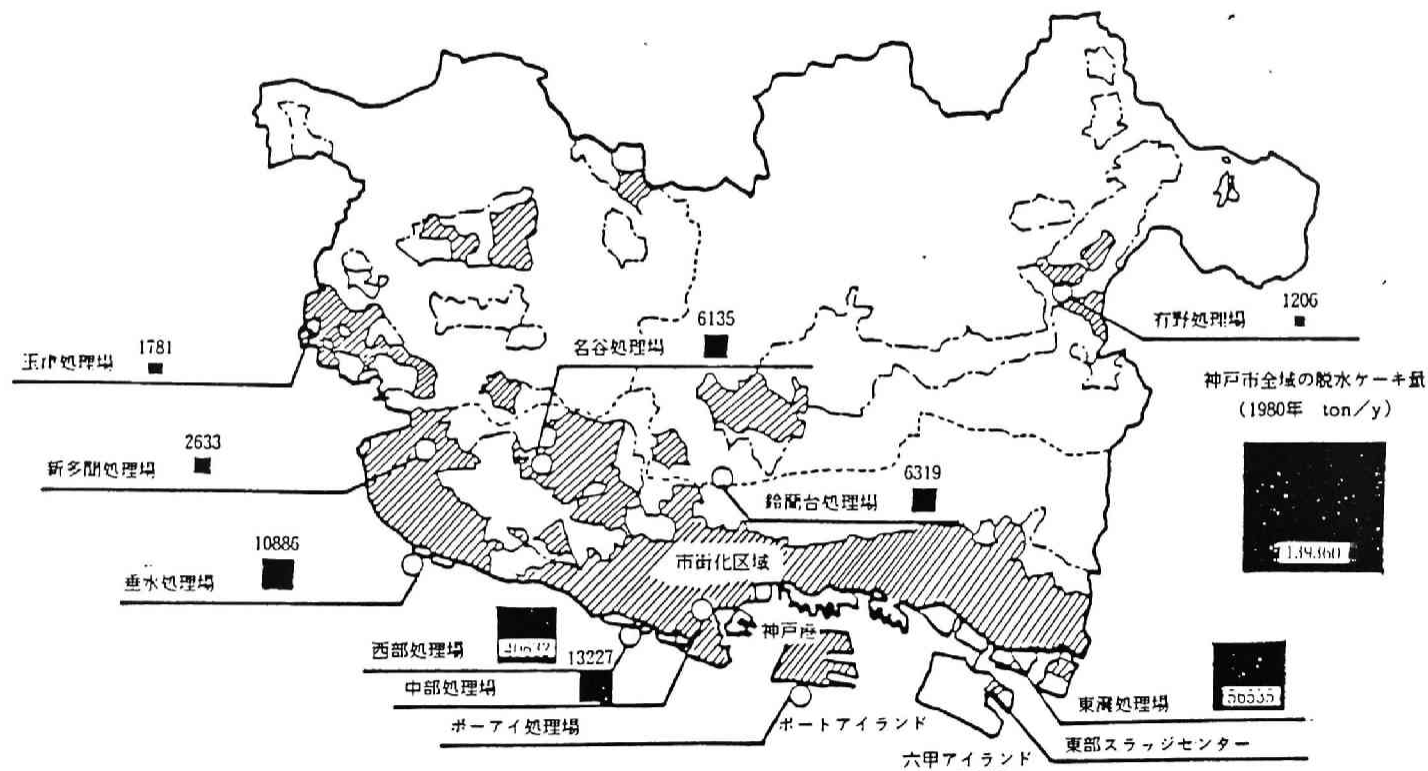 1206
有野処理場
6135
名谷処理場
1781
玉津処理場
神戸市全域の脱水ケーキ量
(1980年 ton/y)
139360
2633
新多聞処理場
6319
鈴蘭台処理場
10886
垂水処理場
市街化区域
神戸港
西部処理場
13227
中部処理場
ポーアイ処理場
ポートアイランド
56535
東灘処理場
東部スラッジセンター
六甲アイランド